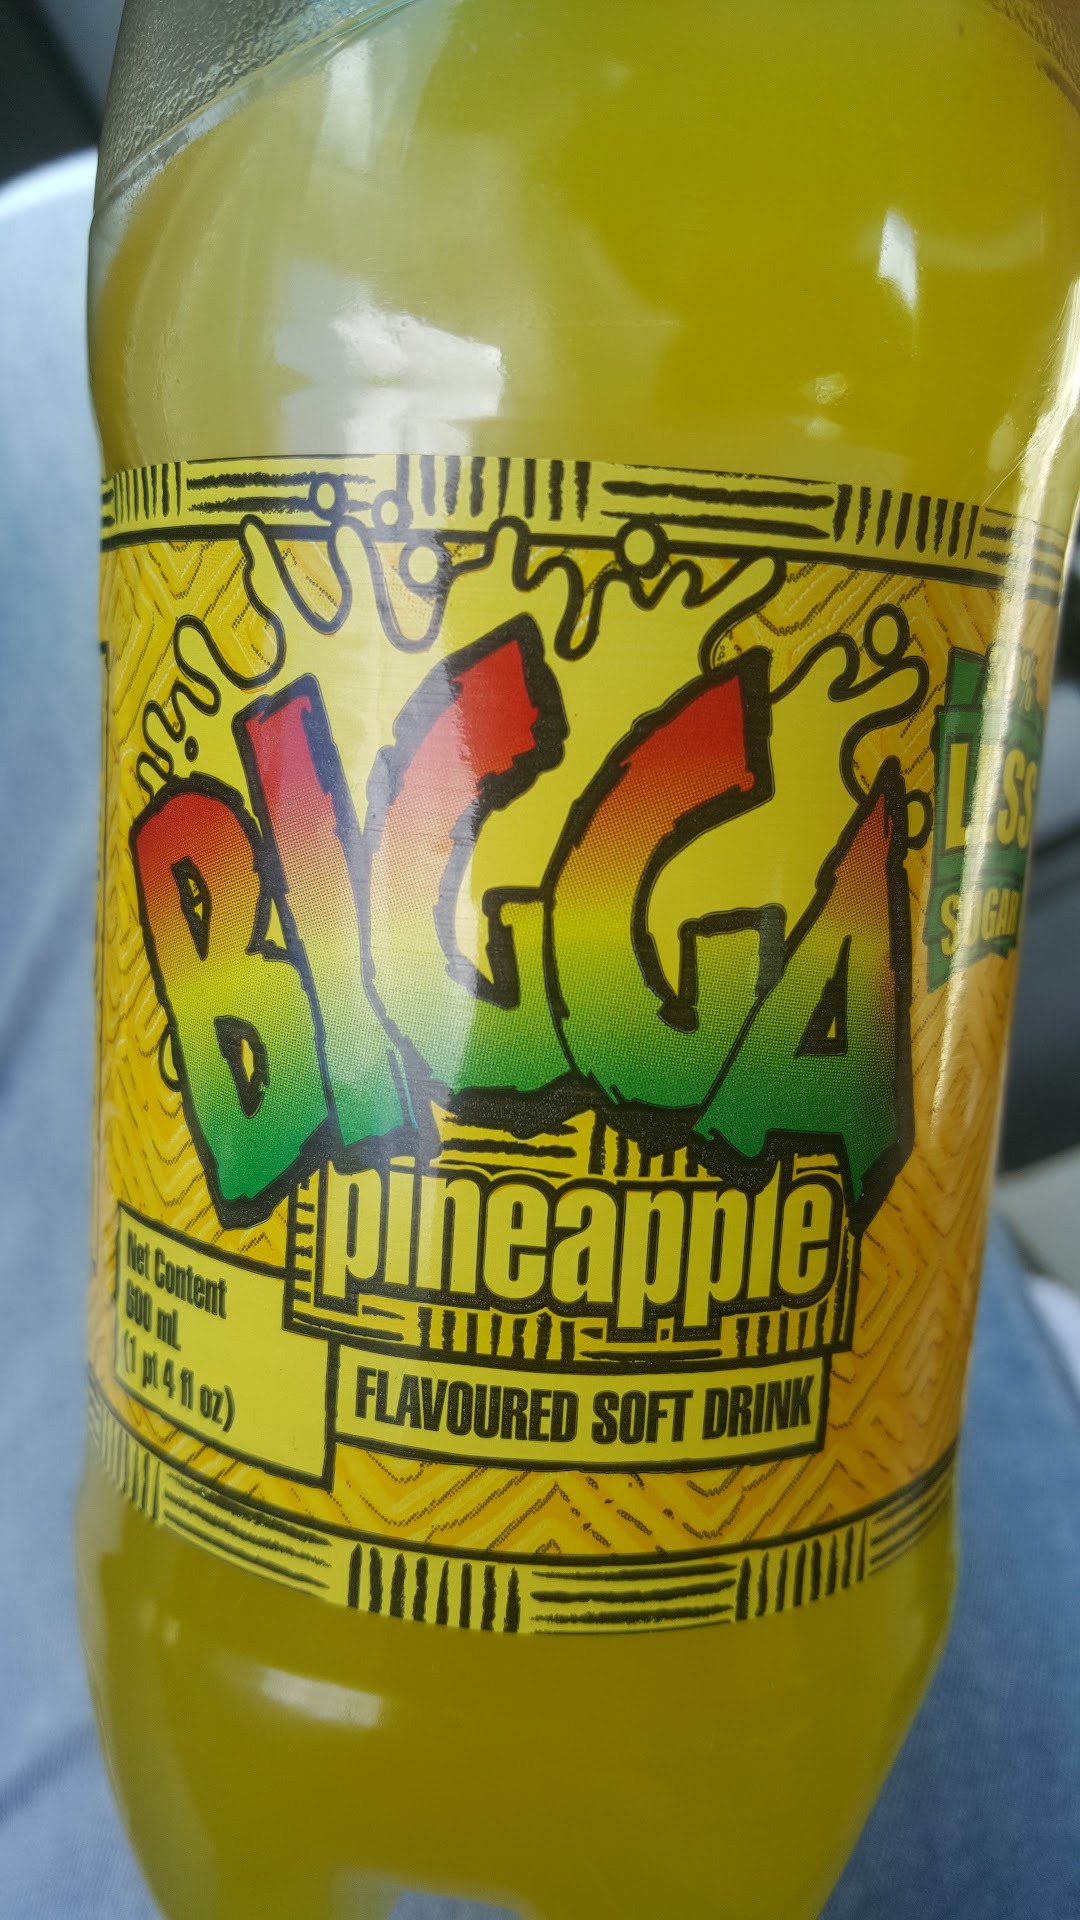 BIGGA
pineapple
FLAVOURED SOFT DRINK
Net Content
600 mL
(1 pt 4 fl oz)
%
LESS
SUGAR